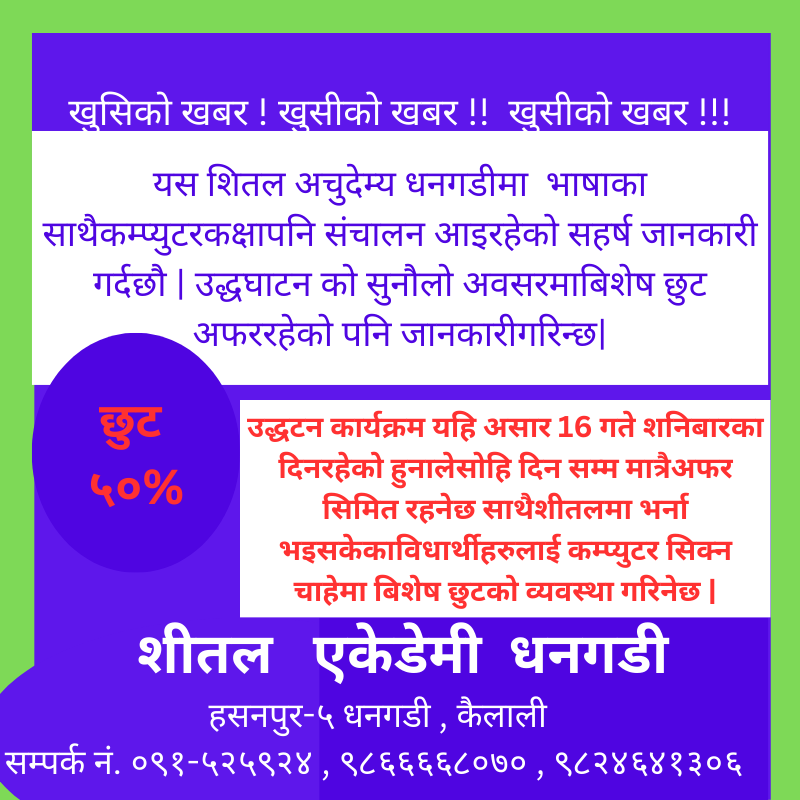 खुसिको खबर ! खुसीको खबर !! खुसीको खबर !!!
यस शितल अचुदेम्य धनगडीमा भाषाका
साथैकम्प्युटरकक्षापनि संचालन आइरहेको सहर्ष जानकारी
गर्दछौ | उद्धघाटन को सुनौलो अवसरमाबिशेष छुट
अफररहेको पनि जानकारीगरिन्छ|
छुट
५०%
उद्धटन कार्यक्रम यहि असार 16 गते शनिबारका
दिनरहेको हुनालेसोहि दिन सम्म मात्रैअफर
सिमित रहनेछ साथैशीतलमा भर्ना
भइसकेकाविधार्थीहरुलाई कम्प्युटर सिक्न
चाहेमा बिशेष छुटको व्यवस्था गरिनेछ |
शीतल एकेडेमी धनगडी
हसनपुर-५ धनगडी , कैलाली
सम्पर्क नं. ०९१-५२५९२४ , ९८६६६६८०७० , ९८२४६४१३०६